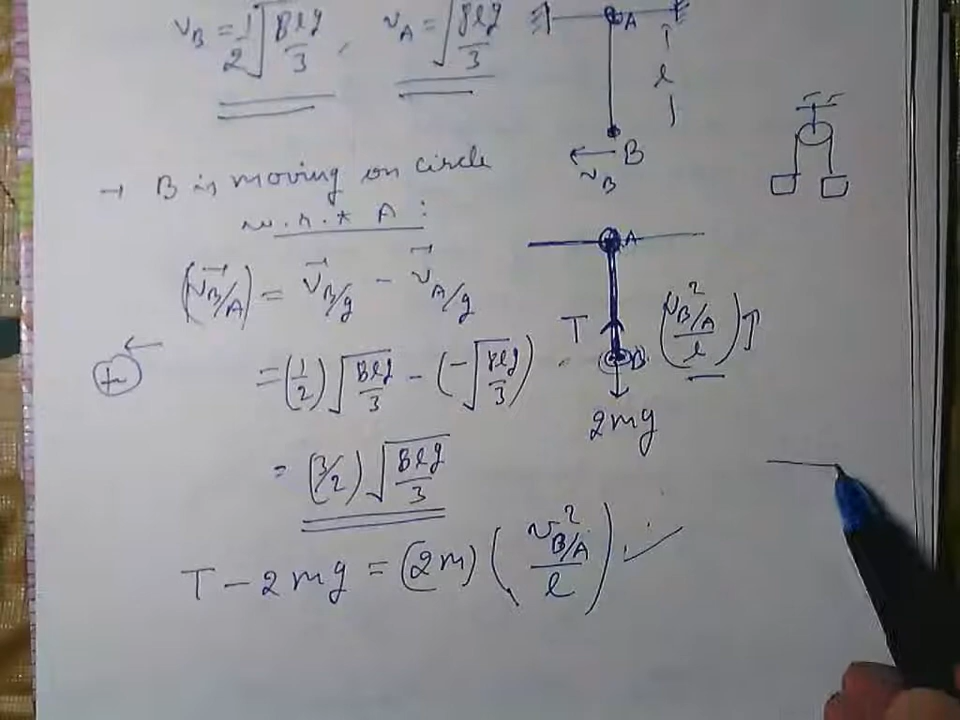 v_B = 1/2 √(8lg/3) , v_A = √(8lg/3)
A
l
B
v_B
→ B is moving on circle
w.r.t A :
(v⃗_B/A) = v⃗_B/g - v⃗_A/g
A
T
B
(v²_B/A / l) ↑
2mg
+ ←
= (1/2) √(8lg/3) - (-√(8lg/3))
= (3/2) √(8lg/3)
T - 2mg = (2m) (v²_B/A / l) ✓